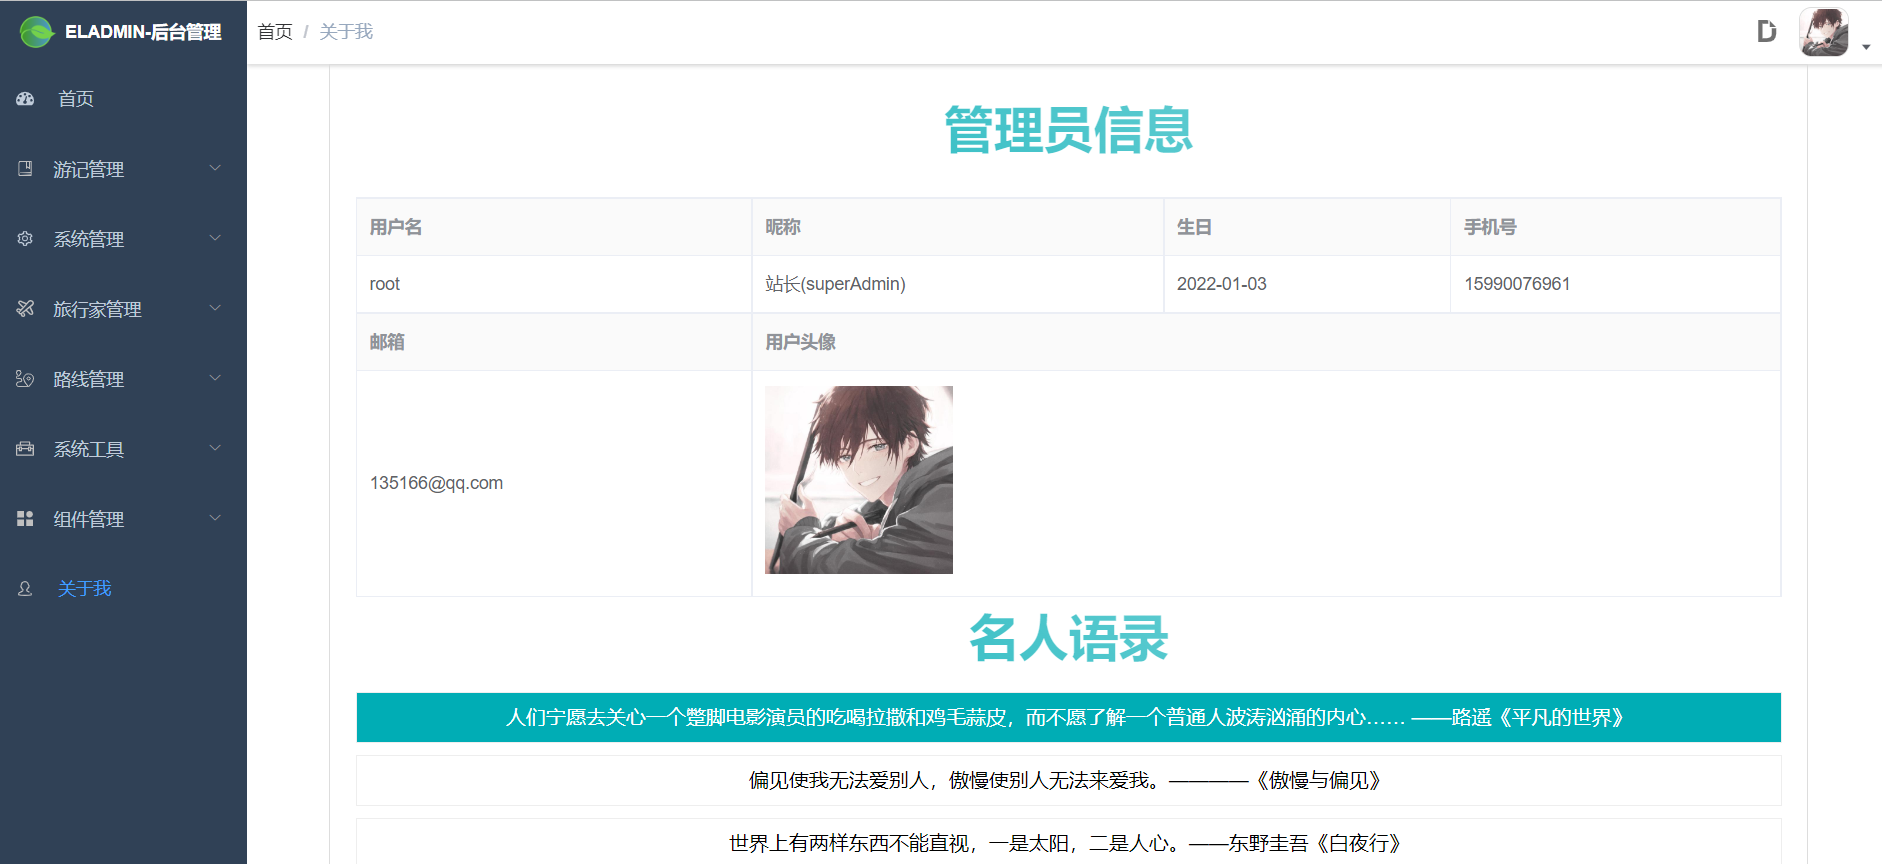 ELADMIN-后台管理
首页 / 关于我
首页
游记管理
系统管理
旅行家管理
路线管理
系统工具
组件管理
关于我
管理员信息
用户名 昵称 生日 手机号
root 站长(superAdmin) 2022-01-03 15990076961
邮箱 用户头像
135166@qq.com
名人语录
人们宁愿去关心一个蹩脚电影演员的吃喝拉撒和鸡毛蒜皮，而不愿了解一个普通人波涛汹涌的内心…… ——路遥《平凡的世界》
偏见使我无法爱别人，傲慢使别人无法来爱我。————《傲慢与偏见》
世界上有两样东西不能直视，一是太阳，二是人心。——东野圭吾《白夜行》